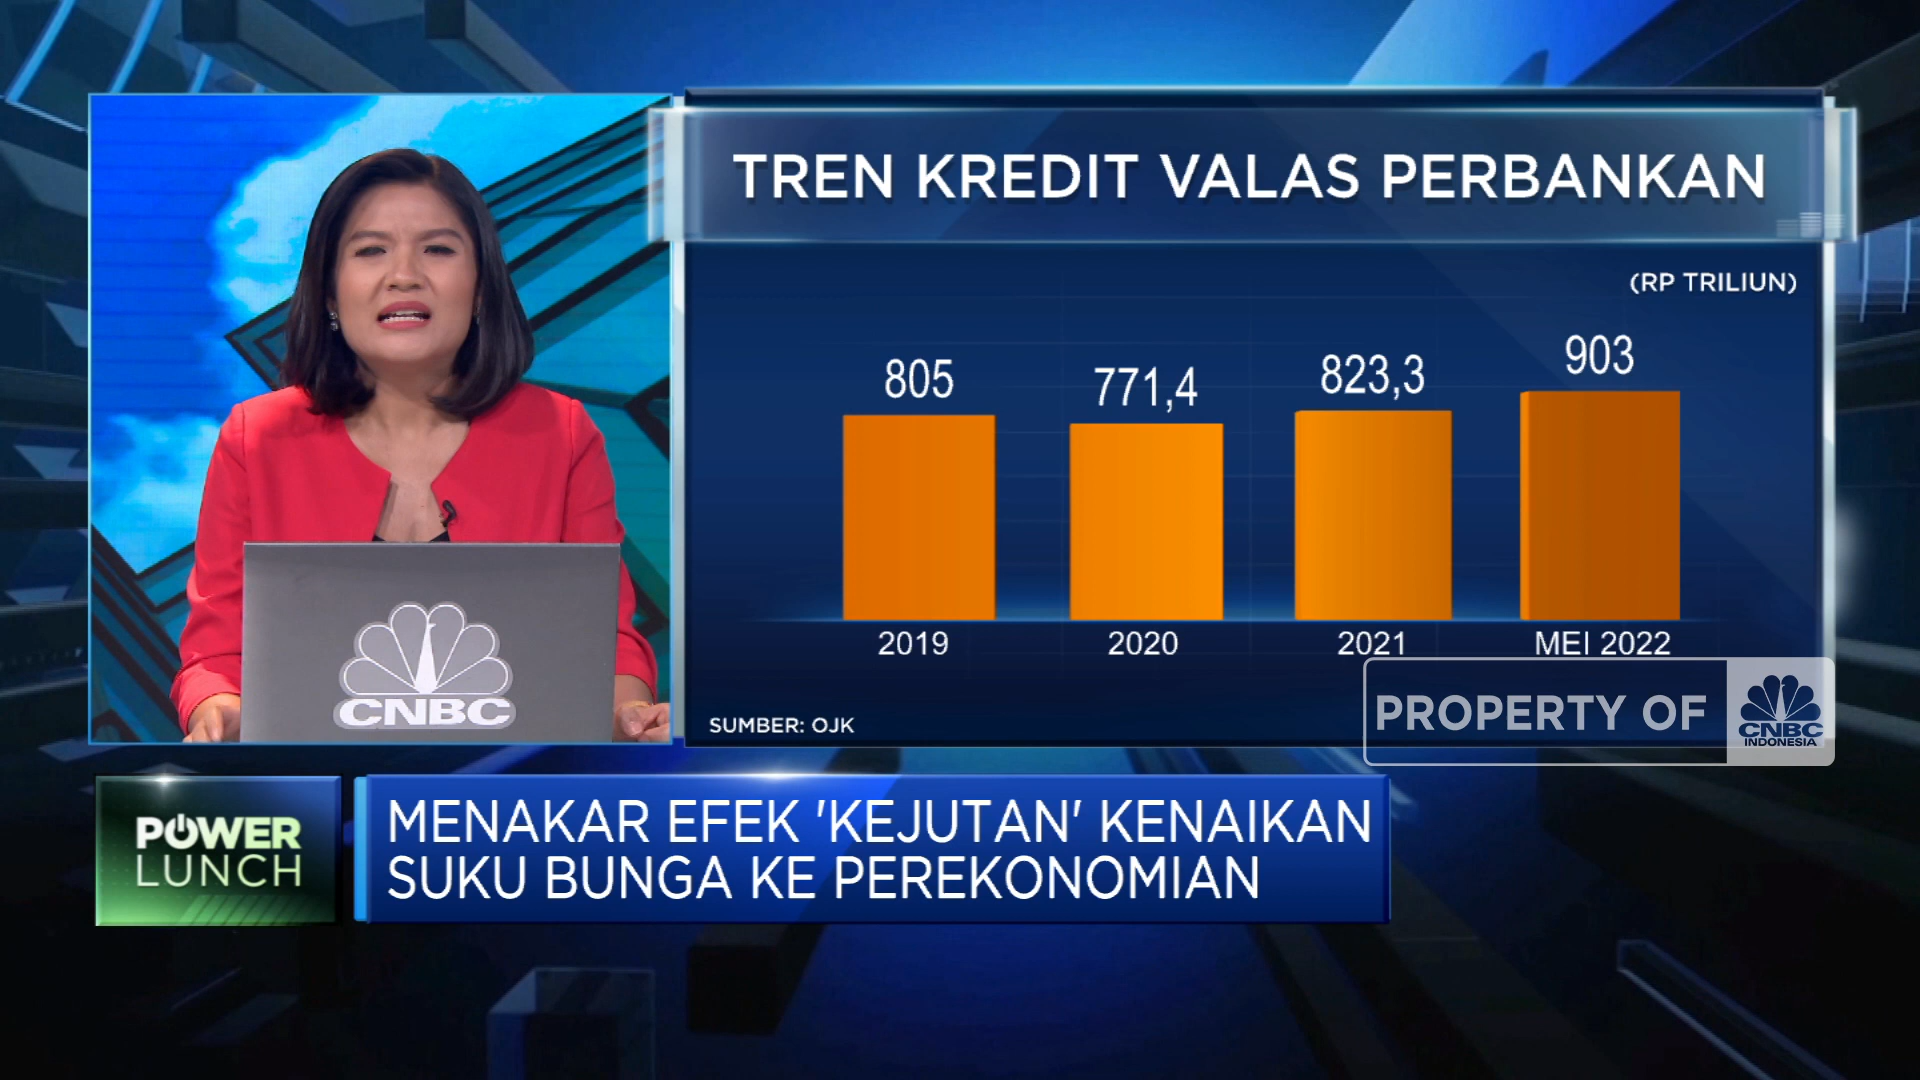 TREN KREDIT VALAS PERBANKAN
(RP TRILIUN)
805
771,4
823,3
903
2019
2020
2021
MEI 2022
SUMBER: OJK
PROPERTY OF
CNBC
INDONESIA
CNBC
POWER
LUNCH
MENAKAR EFEK 'KEJUTAN' KENAIKAN
SUKU BUNGA KE PEREKONOMIAN